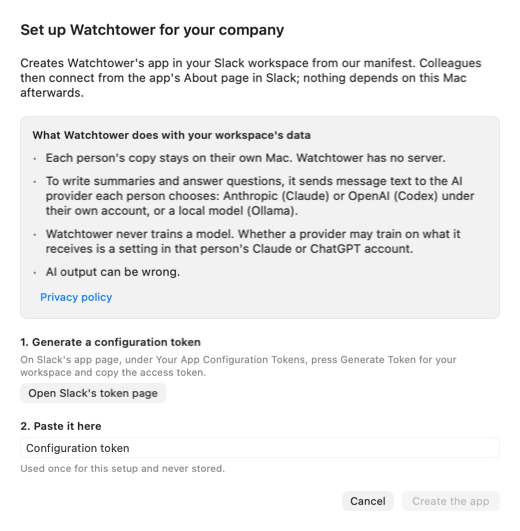 Set up Watchtower for your company
Creates Watchtower's app in your Slack workspace from our manifest. Colleagues
then connect from the app's About page in Slack; nothing depends on this Mac
afterwards.
What Watchtower does with your workspace's data
· Each person's copy stays on their own Mac. Watchtower has no server.
· To write summaries and answer questions, it sends message text to the AI
provider each person chooses: Anthropic (Claude) or OpenAI (Codex) under
their own account, or a local model (Ollama).
· Watchtower never trains a model. Whether a provider may train on what it
receives is a setting in that person's Claude or ChatGPT account.
· AI output can be wrong.
Privacy policy
1. Generate a configuration token
On Slack's app page, under Your App Configuration Tokens, press Generate Token for your
workspace and copy the access token.
Open Slack's token page
2. Paste it here
Configuration token
Used once for this setup and never stored.
Cancel
Create the app